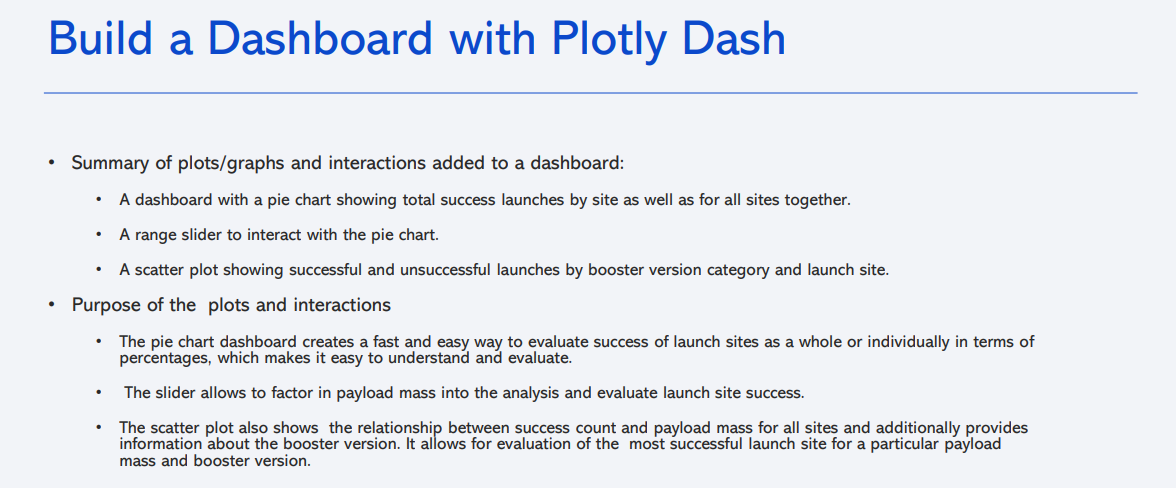 Build a Dashboard with Plotly Dash
• Summary of plots/graphs and interactions added to a dashboard:
• A dashboard with a pie chart showing total success launches by site as well as for all sites together.
• A range slider to interact with the pie chart.
• A scatter plot showing successful and unsuccessful launches by booster version category and launch site.
• Purpose of the  plots and interactions
• The pie chart dashboard creates a fast and easy way to evaluate success of launch sites as a whole or individually in terms of
percentages, which makes it easy to understand and evaluate.
•  The slider allows to factor in payload mass into the analysis and evaluate launch site success.
• The scatter plot also shows  the relationship between success count and payload mass for all sites and additionally provides
information about the booster version. It allows for evaluation of the  most successful launch site for a particular payload
mass and booster version.